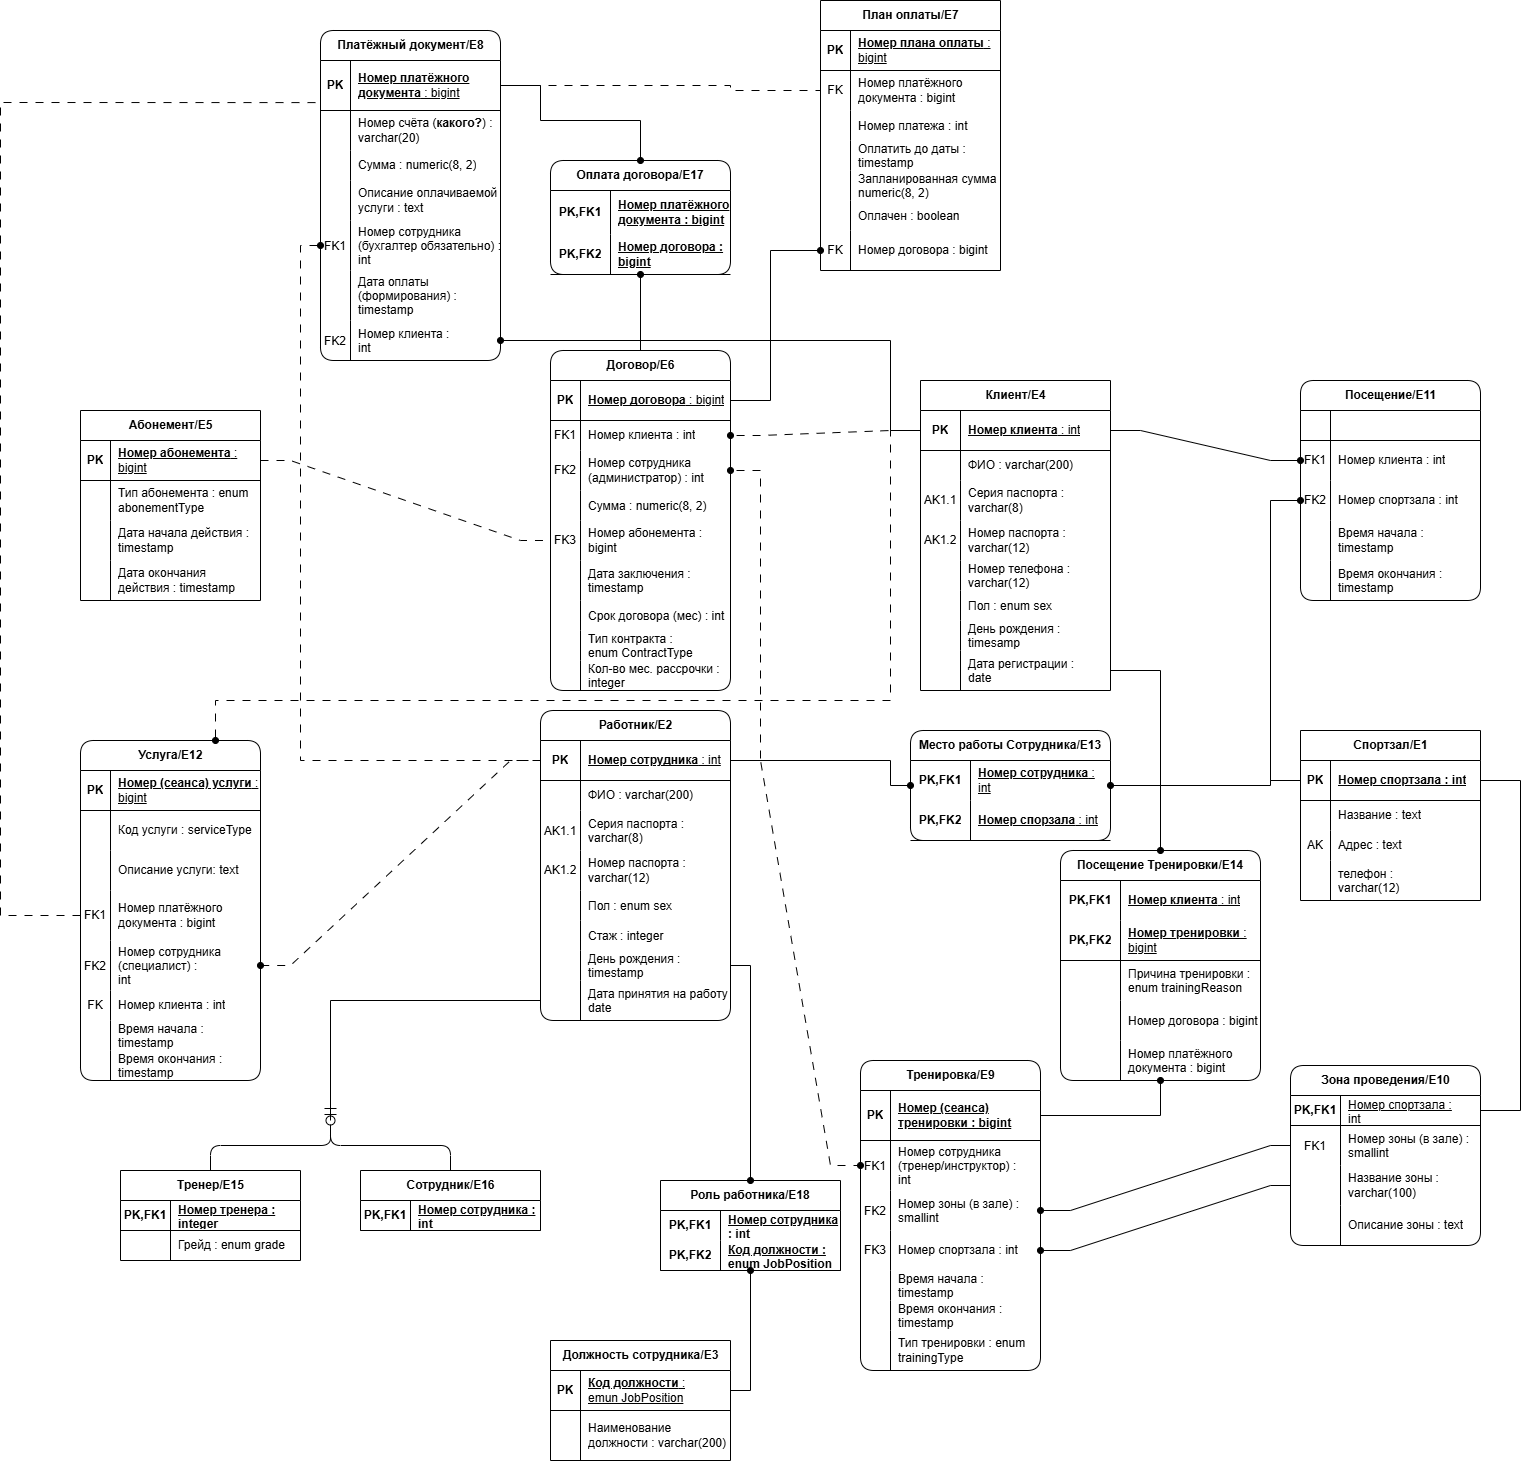 План оплаты/E7
PK
Номер плана оплаты :
bigint
FK
Номер платёжного
документа : bigint
Номер платежа : int
Оплатить до даты :
timestamp
Запланированная сумма
numeric(8, 2)
Оплачен : boolean
FK
Номер договора : bigint
Платёжный документ/E8
PK
Номер платёжного
документа : bigint
Номер счёта (какого?) :
varchar(20)
Сумма : numeric(8, 2)
Описание оплачиваемой
услуги : text
FK1
Номер сотрудника
(бухгалтер обязательно) :
int
Дата оплаты
(формирования) :
timestamp
FK2
Номер клиента :
int
Оплата договора/E17
PK,FK1
Номер платёжного
документа : bigint
PK,FK2
Номер договора :
bigint
Договор/E6
PK
Номер договора : bigint
FK1
Номер клиента : int
FK2
Номер сотрудника
(администратор) : int
Сумма : numeric(8, 2)
FK3
Номер абонемента :
bigint
Дата заключения :
timestamp
Срок договора (мес) : int
Тип контракта :
enum ContractType
Кол-во мес. рассрочки :
integer
Клиент/E4
PK
Номер клиента : int
ФИО : varchar(200)
AK1.1
Серия паспорта :
varchar(8)
AK1.2
Номер паспорта :
varchar(12)
Номер телефона :
varchar(12)
Пол : enum sex
День рождения :
timesamp
Дата регистрации :
date
Посещение/E11
FK1
Номер клиента : int
FK2
Номер спортзала : int
Время начала :
timestamp
Время окончания :
timestamp
Абонемент/E5
PK
Номер абонемента :
bigint
Тип абонемента : enum
abonementType
Дата начала действия :
timestamp
Дата окончания
действия : timestamp
Услуга/E12
PK
Номер (сеанса) услуги :
bigint
Код услуги : serviceType
Описание услуги: text
FK1
Номер платёжного
документа : bigint
FK2
Номер сотрудника
(специалист) :
int
FK
Номер клиента : int
Время начала :
timestamp
Время окончания :
timestamp
Работник/E2
PK
Номер сотрудника : int
ФИО : varchar(200)
AK1.1
Серия паспорта :
varchar(8)
AK1.2
Номер паспорта :
varchar(12)
Пол : enum sex
Стаж : integer
День рождения :
timestamp
Дата принятия на работу
date
Место работы Сотрудника/E13
PK,FK1
Номер сотрудника :
int
PK,FK2
Номер спорзала : int
Спортзал/E1
PK
Номер спортзала : int
Название : text
AK
Адрес : text
телефон :
varchar(12)
Посещение Тренировки/E14
PK,FK1
Номер клиента : int
PK,FK2
Номер тренировки :
bigint
Причина тренировки :
enum trainingReason
Номер договора : bigint
Номер платёжного
документа : bigint
Тренировка/E9
PK
Номер (сеанса)
тренировки : bigint
FK1
Номер сотрудника
(тренер/инструктор) :
int
FK2
Номер зоны (в зале) :
smallint
FK3
Номер спортзала : int
Время начала :
timestamp
Время окончания :
timestamp
Тип тренировки : enum
trainingType
Зона проведения/E10
PK,FK1
Номер спортзала :
int
FK1
Номер зоны (в зале) :
smallint
Название зоны :
varchar(100)
Описание зоны : text
Тренер/E15
PK,FK1
Номер тренера :
integer
Грейд : enum grade
Сотрудник/E16
PK,FK1
Номер сотрудника :
int
Роль работника/E18
PK,FK1
Номер сотрудника
: int
PK,FK2
Код должности :
enum JobPosition
Должность сотрудника/E3
PK
Код должности :
emun JobPosition
Наименование
должности : varchar(200)